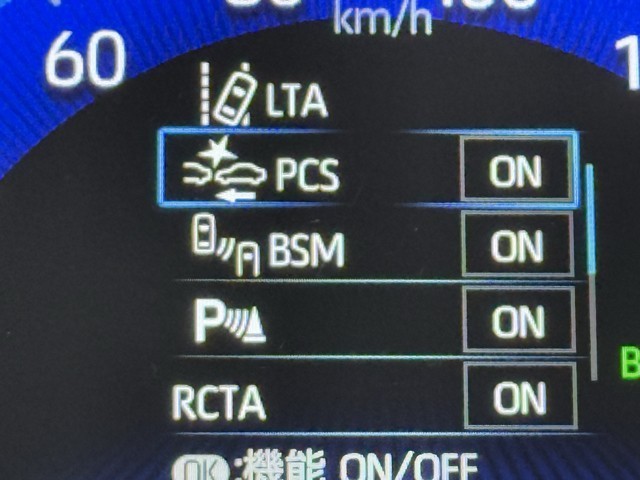 km/h
60
LTA
PCS ON
BSM ON
P ON
RCTA ON
OK:機能 ON/OFF